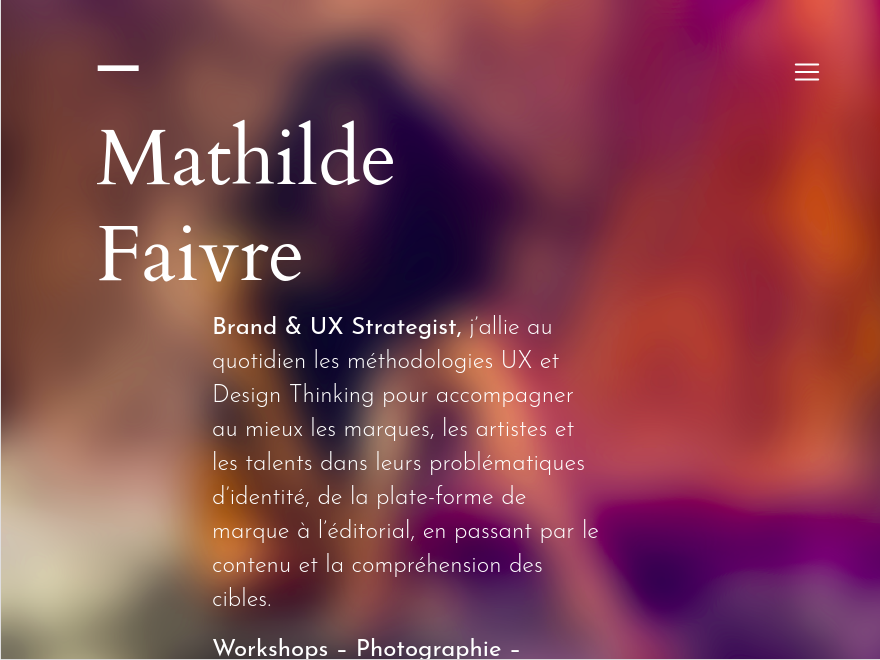 Mathilde
Faivre
Brand & UX Strategist, j'allie au
quotidien les méthodologies UX et
Design Thinking pour accompagner
au mieux les marques, les artistes et
les talents dans leurs problématiques
d'identité, de la plate-forme de
marque à l'éditorial, en passant par le
contenu et la compréhension des
cibles.
Workshops – Photographie –